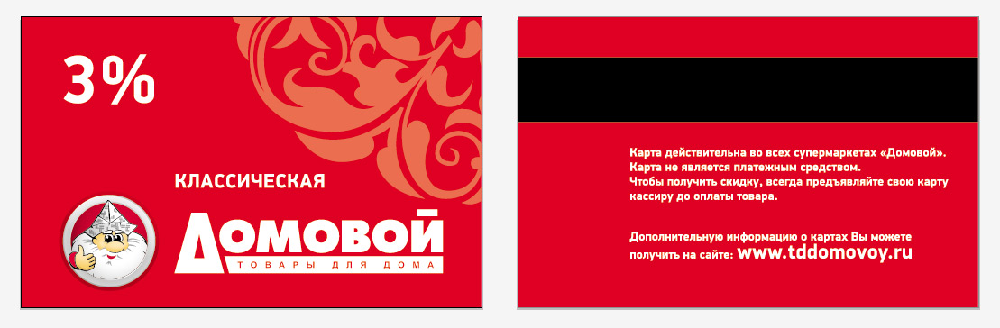 3%
КЛАССИЧЕСКАЯ
ДОМОВОЙ
ТОВАРЫ ДЛЯ ДОМА
Карта действительна во всех супермаркетах «Домовой».
Карта не является платежным средством.
Чтобы получить скидку, всегда предъявляйте свою карту
кассиру до оплаты товара.
Дополнительную информацию о картах Вы можете
получить на сайте: www.tddomovoy.ru